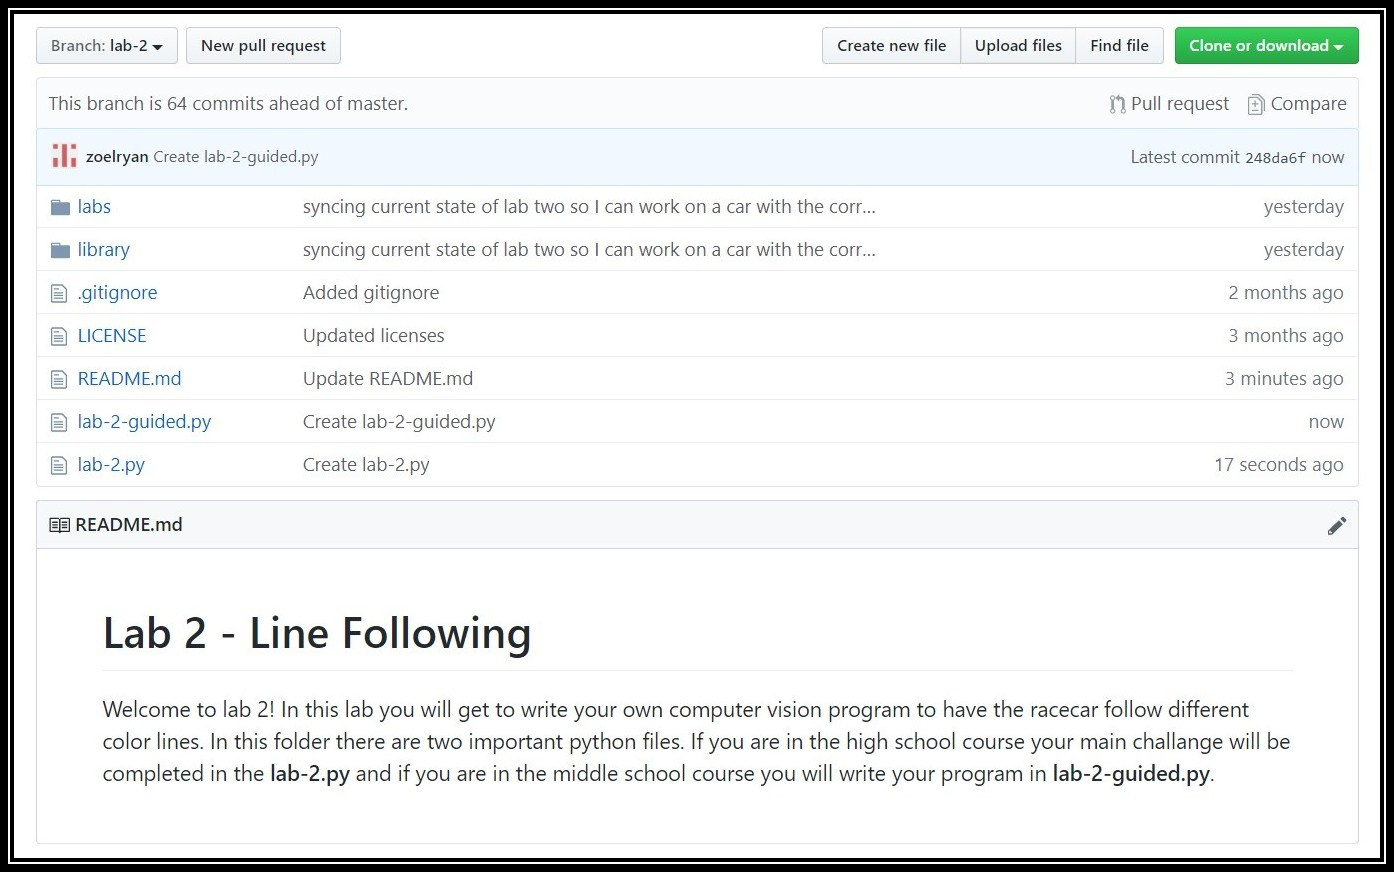 Branch: lab-2 New pull request Create new file Upload files Find file Clone or download
This branch is 64 commits ahead of master. Pull request Compare
zoelryan Create lab-2-guided.py Latest commit 248da6f now
labs syncing current state of lab two so I can work on a car with the corr... yesterday
library syncing current state of lab two so I can work on a car with the corr... yesterday
.gitignore Added gitignore 2 months ago
LICENSE Updated licenses 3 months ago
README.md Update README.md 3 minutes ago
lab-2-guided.py Create lab-2-guided.py now
lab-2.py Create lab-2.py 17 seconds ago
README.md
Lab 2 - Line Following
Welcome to lab 2! In this lab you will get to write your own computer vision program to have the racecar follow different
color lines. In this folder there are two important python files. If you are in the high school course your main challange will be
completed in the lab-2.py and if you are in the middle school course you will write your program in lab-2-guided.py.